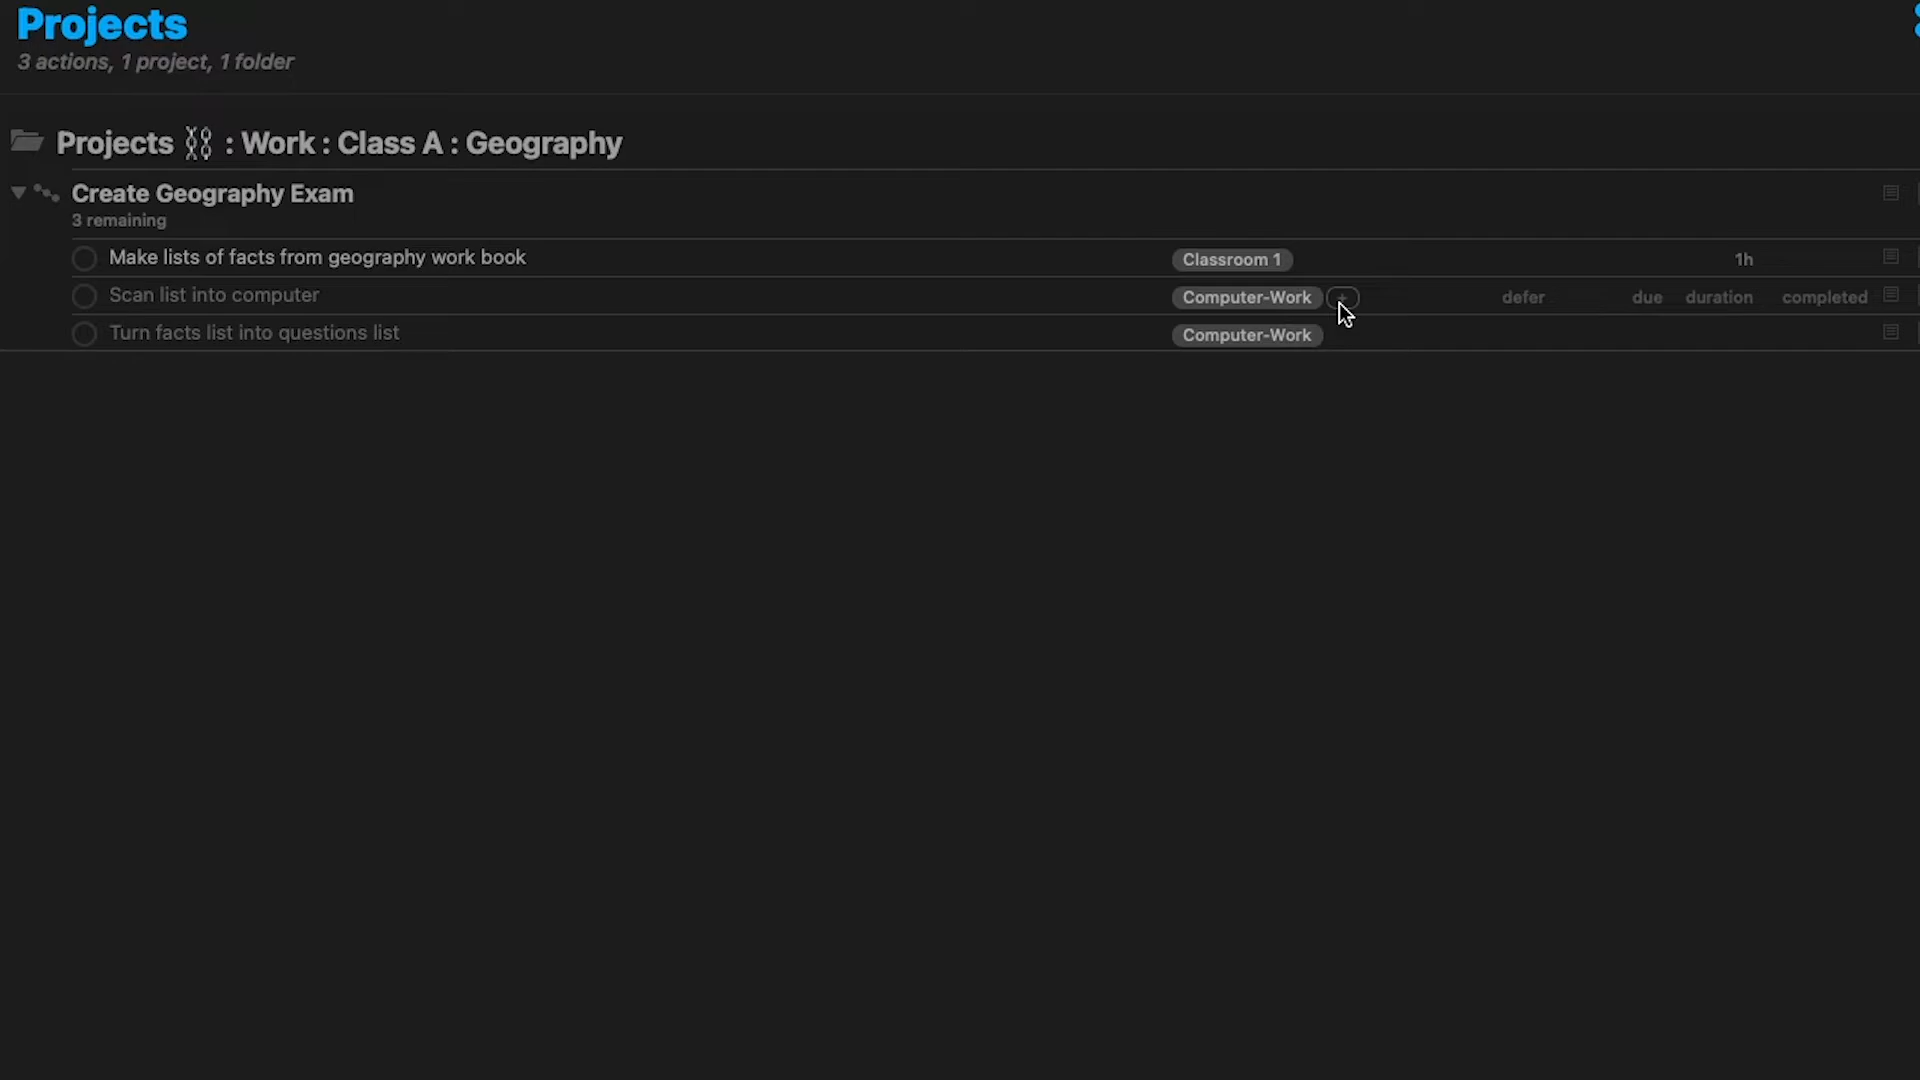 Projects
3 actions, 1 project, 1 folder
Projects ⛓ : Work : Class A : Geography
Create Geography Exam
3 remaining
Make lists of facts from geography work book Classroom 1 1h
Scan list into computer Computer-Work + defer due duration completed
Turn facts list into questions list Computer-Work